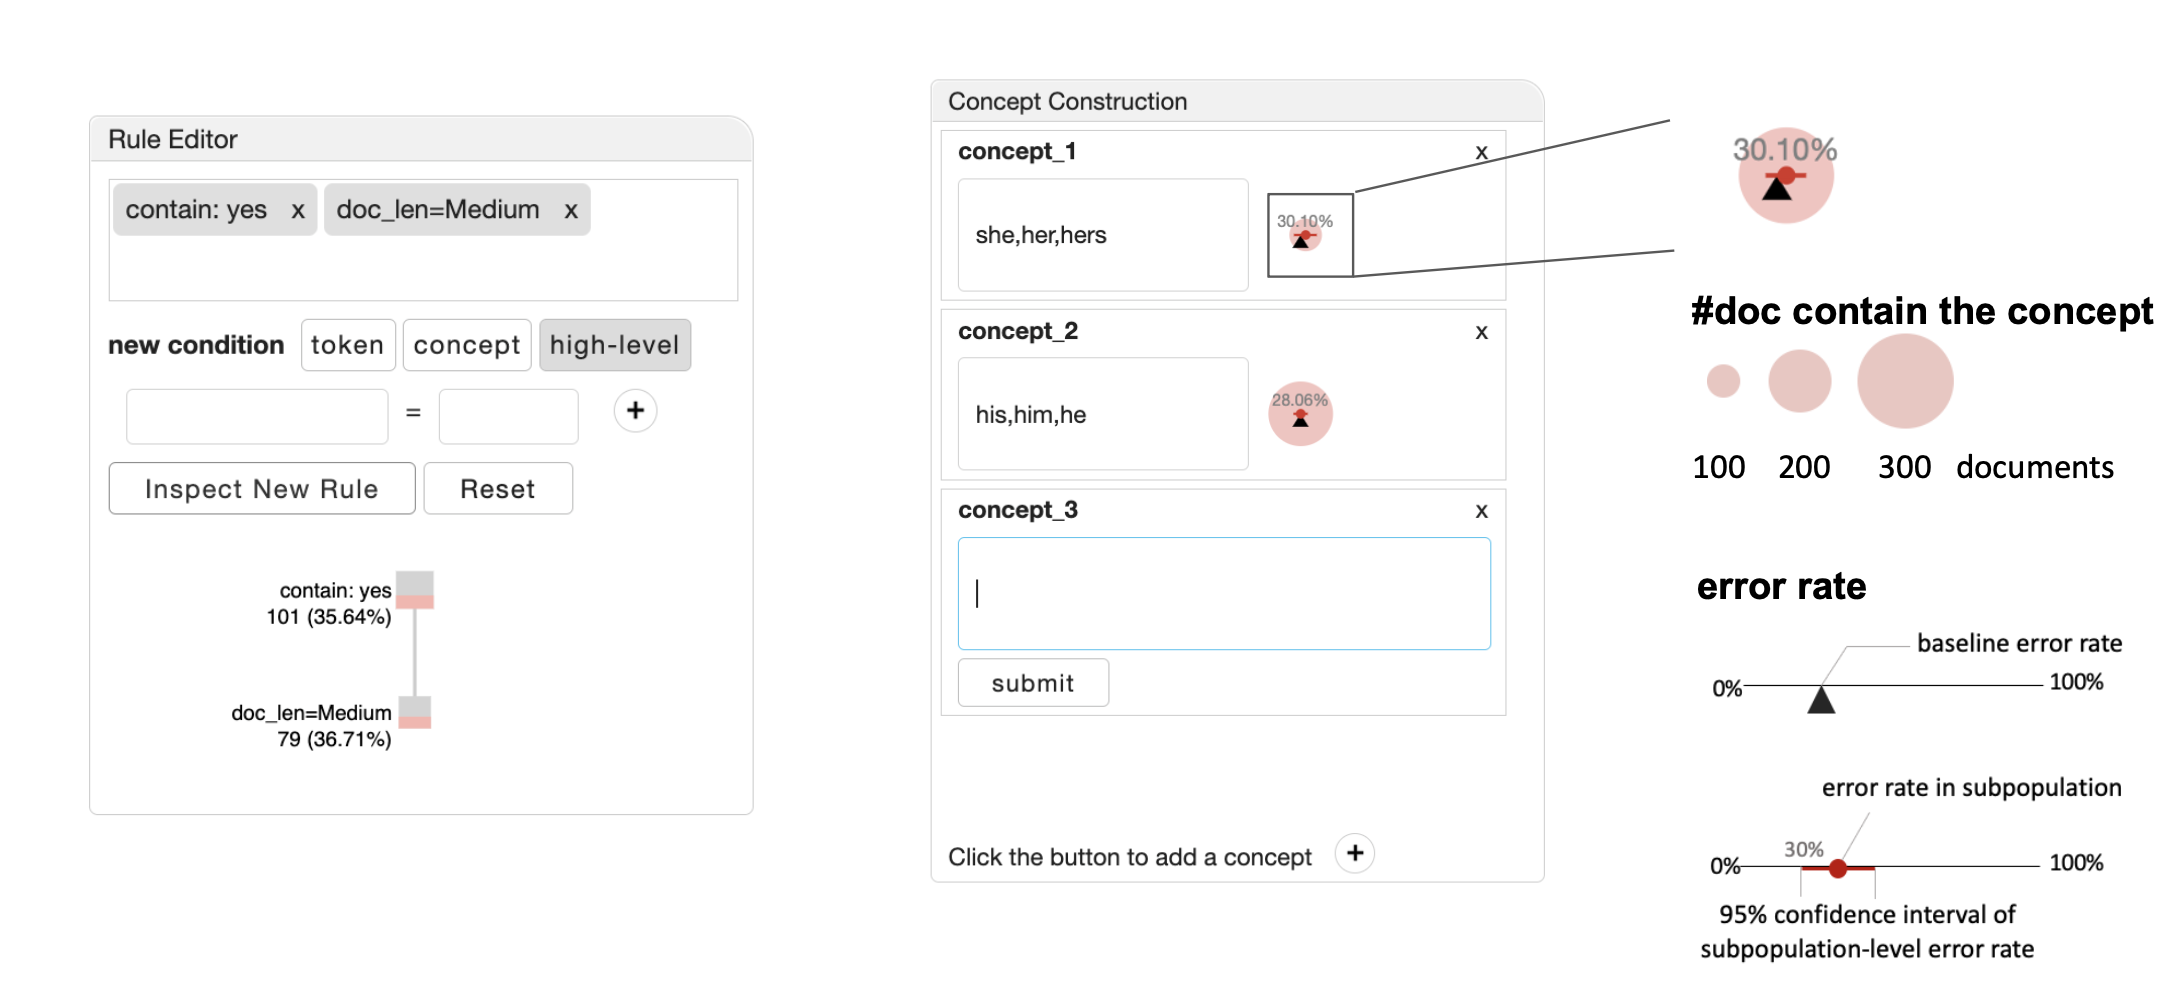 Rule Editor
contain: yes x doc_len=Medium x
new condition token concept high-level
= +
Inspect New Rule Reset
contain: yes
101 (35.64%)
doc_len=Medium
79 (36.71%)
Concept Construction
concept_1 x
she,her,hers 30.10%
concept_2 x
his,him,he 28.06%
concept_3 x
submit
Click the button to add a concept +
30.10%
#doc contain the concept
100 200 300 documents
error rate
baseline error rate
0% 100%
error rate in subpopulation
30%
0% 100%
95% confidence interval of
subpopulation-level error rate